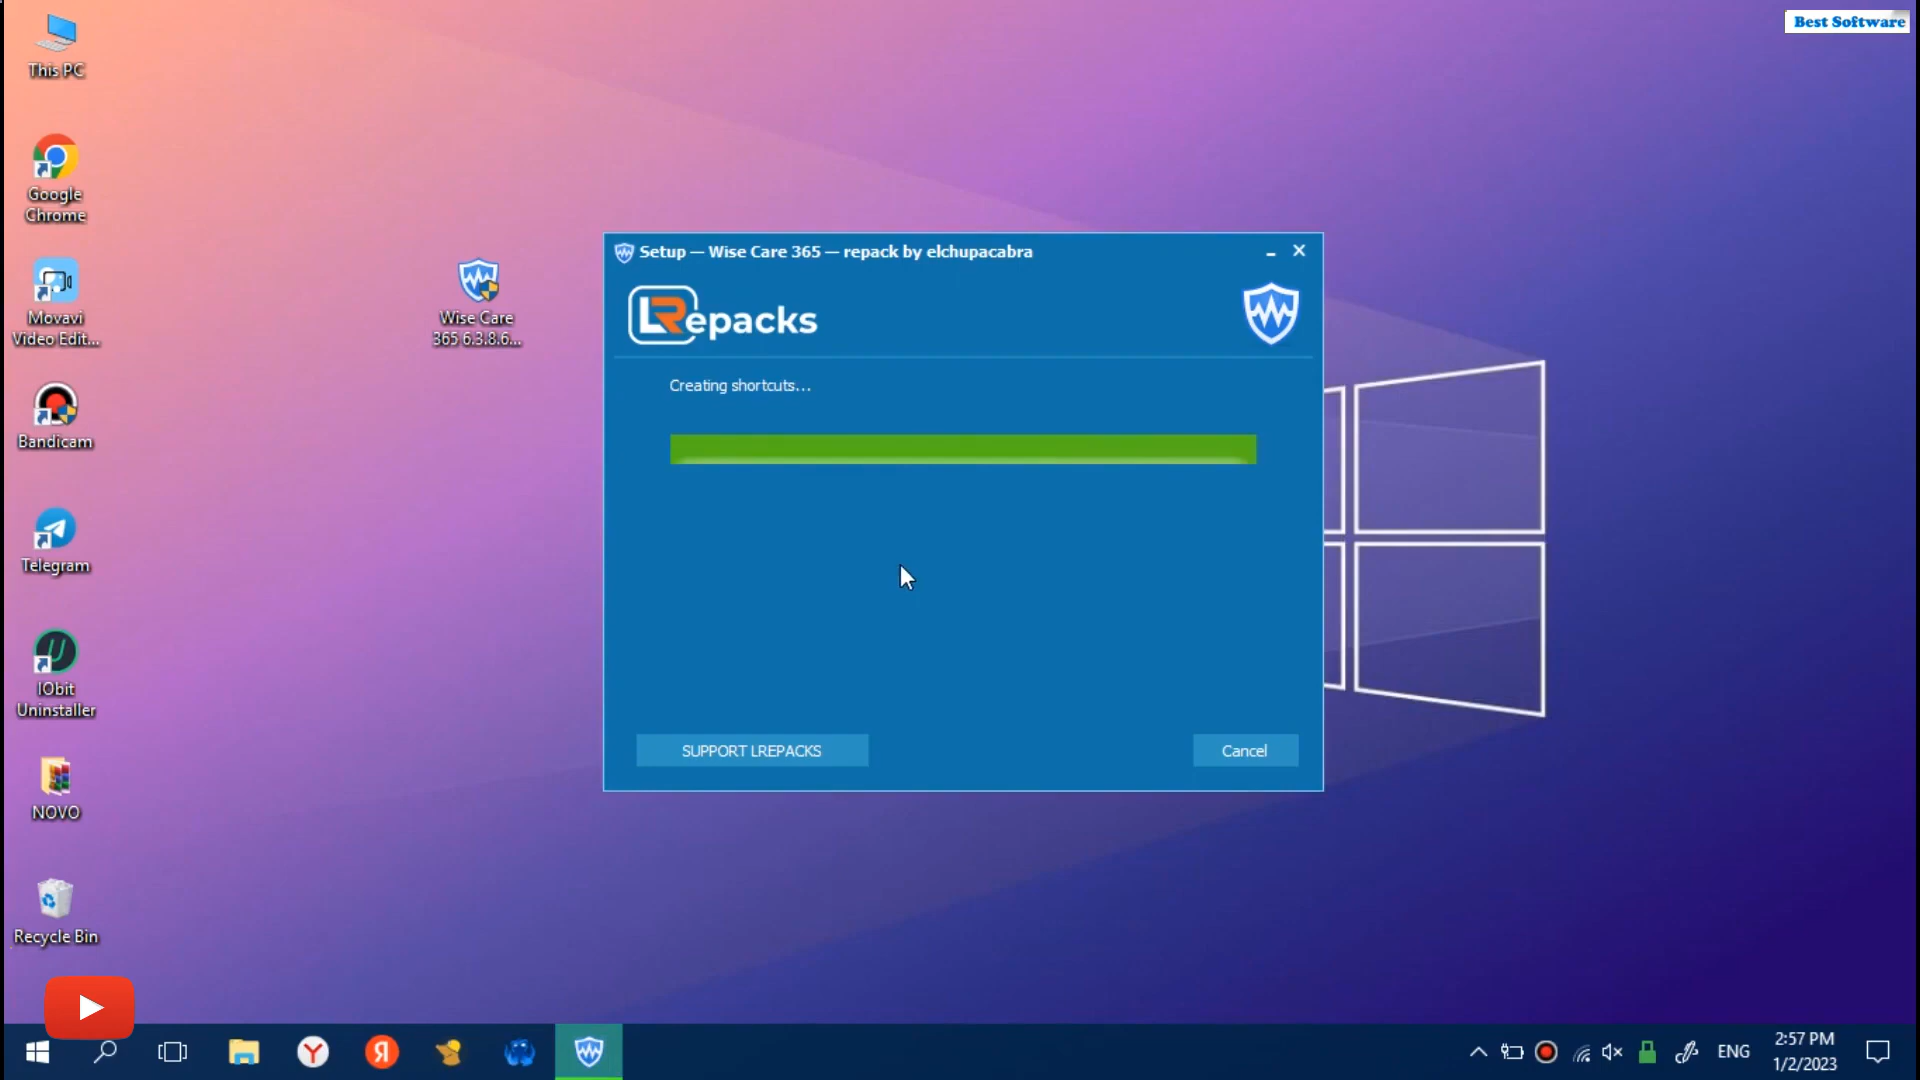 Best Software
This PC
Google
Chrome
Movavi
Video Edit...
Bandicam
Telegram
IObit
Uninstaller
NOVO
Recycle Bin
Wise Care
365 6.3.8.6...
Setup — Wise Care 365 — repack by elchupacabra
LRepacks
Creating shortcuts...
SUPPORT LREPACKS
Cancel
ENG
2:57 PM
1/2/2023